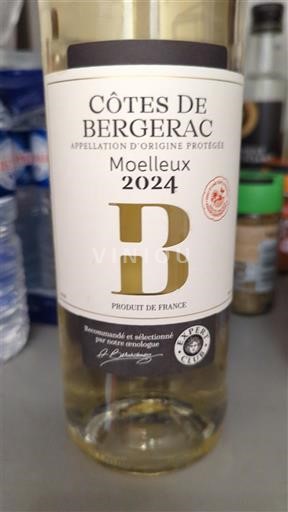 CÔTES DE
BERGERAC
APPELLATION D'ORIGINE PROTÉGÉE
Moelleux
2024
B
VINIOU
PRODUIT DE FRANCE
Recommandé et sélectionné
par notre œnologue
EXPERT CLUB